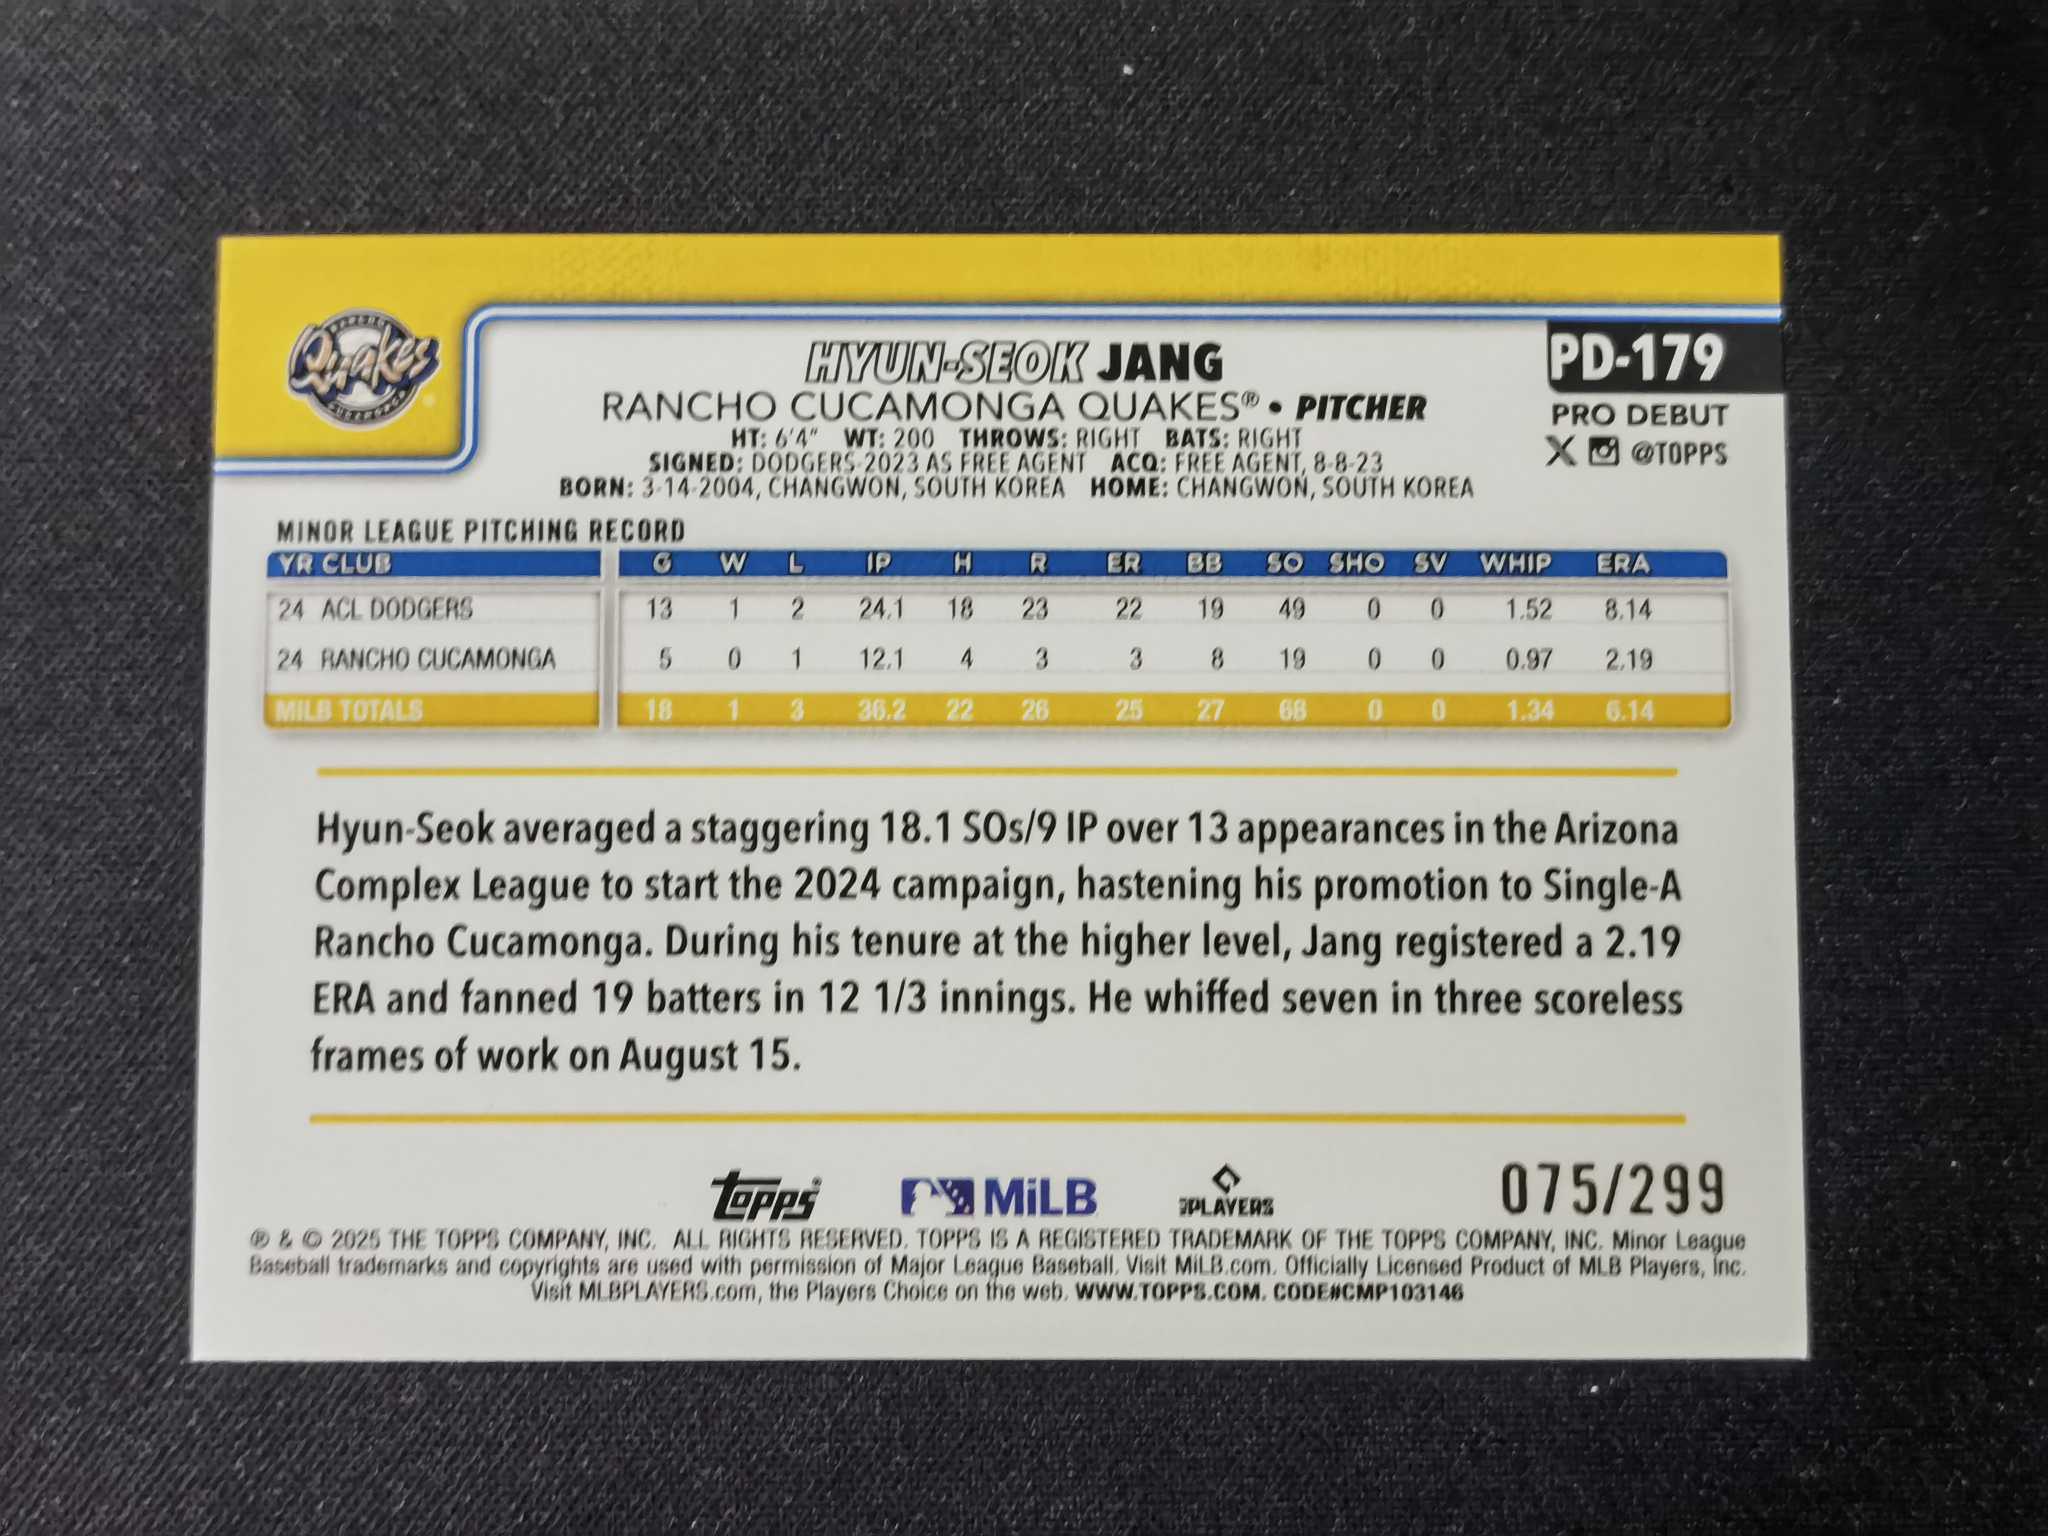 Quakes
HYUN-SEOK JANG
PD-179
RANCHO CUCAMONGA QUAKES® • PITCHER
PRO DEBUT
HT: 6'4" WT: 200 THROWS: RIGHT BATS: RIGHT
X @TOPPS
SIGNED: DODGERS-2023 AS FREE AGENT ACQ: FREE AGENT, 8-8-23
BORN: 3-14-2004, CHANGWON, SOUTH KOREA HOME: CHANGWON, SOUTH KOREA
MINOR LEAGUE PITCHING RECORD
YR CLUB G W L IP H R ER BB SO SHO SV WHIP ERA
24 ACL DODGERS 13 1 2 24.1 18 23 22 19 49 0 0 1.52 8.14
24 RANCHO CUCAMONGA 5 0 1 12.1 4 3 3 8 19 0 0 0.97 2.19
MILB TOTALS 18 1 3 36.2 22 26 25 27 68 0 0 1.34 6.14
Hyun-Seok averaged a staggering 18.1 SOs/9 IP over 13 appearances in the Arizona
Complex League to start the 2024 campaign, hastening his promotion to Single-A
Rancho Cucamonga. During his tenure at the higher level, Jang registered a 2.19
ERA and fanned 19 batters in 12 1/3 innings. He whiffed seven in three scoreless
frames of work on August 15.
topps® MiLB PLAYERS 075/299
® & © 2025 THE TOPPS COMPANY, INC. ALL RIGHTS RESERVED. TOPPS IS A REGISTERED TRADEMARK OF THE TOPPS COMPANY, INC. Minor League
Baseball trademarks and copyrights are used with permission of Major League Baseball. Visit MiLB.com. Officially Licensed Product of MLB Players, Inc.
Visit MLBPLAYERS.com, the Players Choice on the web. WWW.TOPPS.COM. CODE#CMP103146